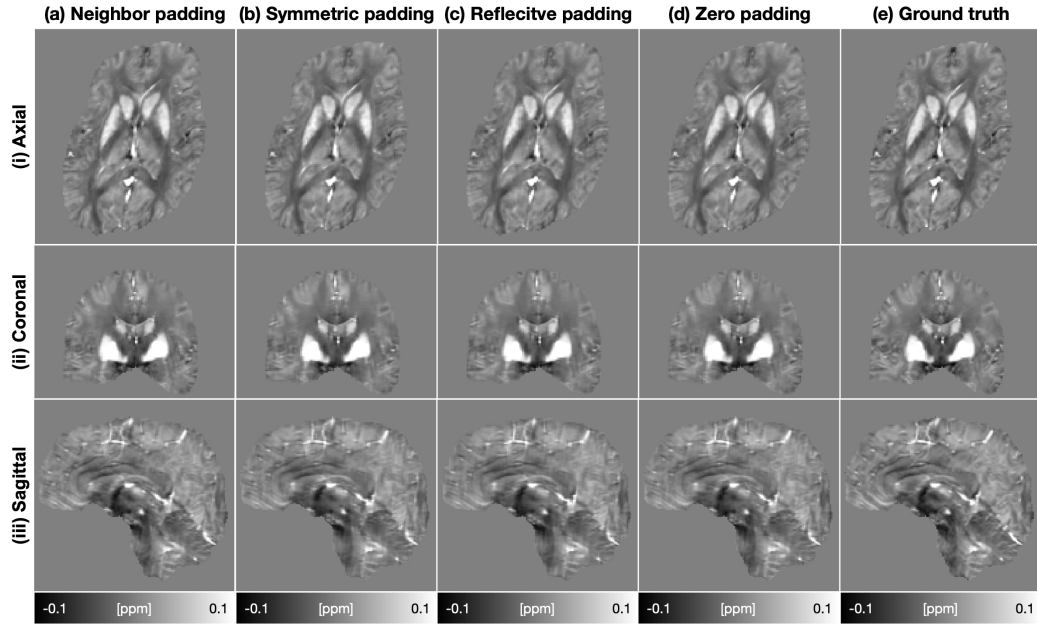 (a) Neighbor padding (b) Symmetric padding (c) Reflecitve padding (d) Zero padding (e) Ground truth
(i) Axial
(ii) Coronal
(iii) Sagittal
-0.1 [ppm] 0.1 -0.1 [ppm] 0.1 -0.1 [ppm] 0.1 -0.1 [ppm] 0.1 -0.1 [ppm] 0.1